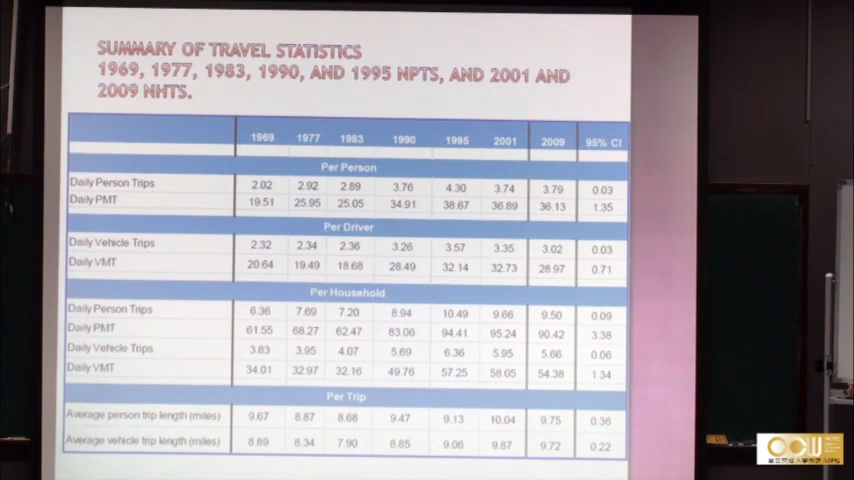 SUMMARY OF TRAVEL STATISTICS
1969, 1977, 1983, 1990, AND 1995 NPTS, AND 2001 AND
2009 NHTS.
1969 1977 1983 1990 1995 2001 2009 95% CI
Per Person
Daily Person Trips 2.02 2.92 2.89 3.76 4.30 3.74 3.79 0.03
Daily PMT 19.51 25.95 25.05 34.91 38.67 36.89 36.13 1.35
Per Driver
Daily Vehicle Trips 2.32 2.34 2.36 3.26 3.57 3.35 3.02 0.03
Daily VMT 20.64 19.49 18.68 28.49 32.14 32.73 28.97 0.71
Per Household
Daily Person Trips 6.36 7.69 7.20 8.94 10.49 9.66 9.50 0.09
Daily PMT 61.55 68.27 62.47 83.06 94.41 95.24 90.42 3.38
Daily Vehicle Trips 3.83 3.95 4.07 5.69 6.36 5.95 5.66 0.06
Daily VMT 34.01 32.97 32.16 49.76 57.25 58.05 54.38 1.34
Per Trip
Average person trip length (miles) 9.67 8.87 8.68 9.47 9.13 10.04 9.75 0.36
Average vehicle trip length (miles) 8.89 8.34 7.90 8.85 9.06 9.87 9.72 0.22
OCW